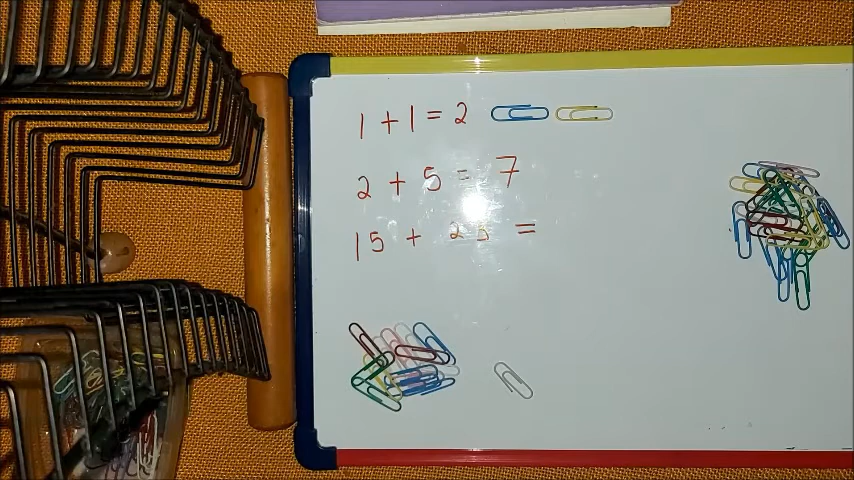 1 + 1 = 2
2 + 5 = 7
15 + 25 =